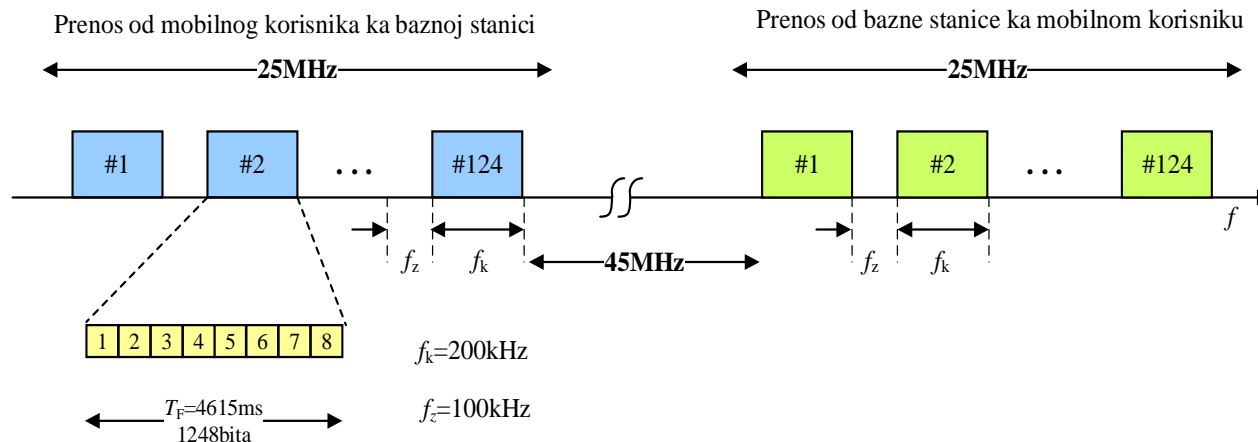 Prenos od mobilnog korisnika ka baznoj stanici
Prenos od bazne stanice ka mobilnom korisniku
25MHz
25MHz
#1
#2
...
#124
#1
#2
...
#124
f
fz
fk
45MHz
fz
fk
1 2 3 4 5 6 7 8
fk=200kHz
fz=100kHz
TF=4615ms
1248bita